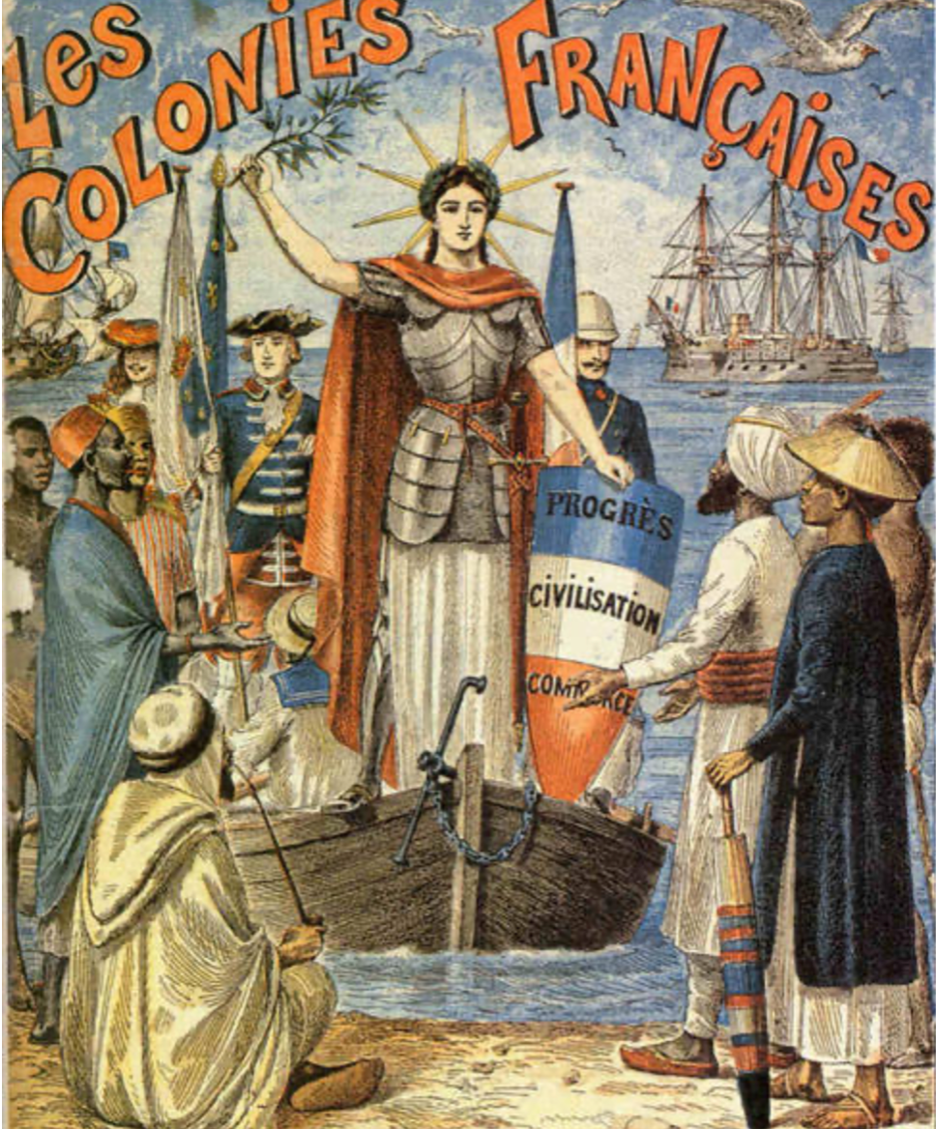 Les
COLONiES
FRANÇAiSES
PROGRÈS
CIVILISATION
COMMERCE